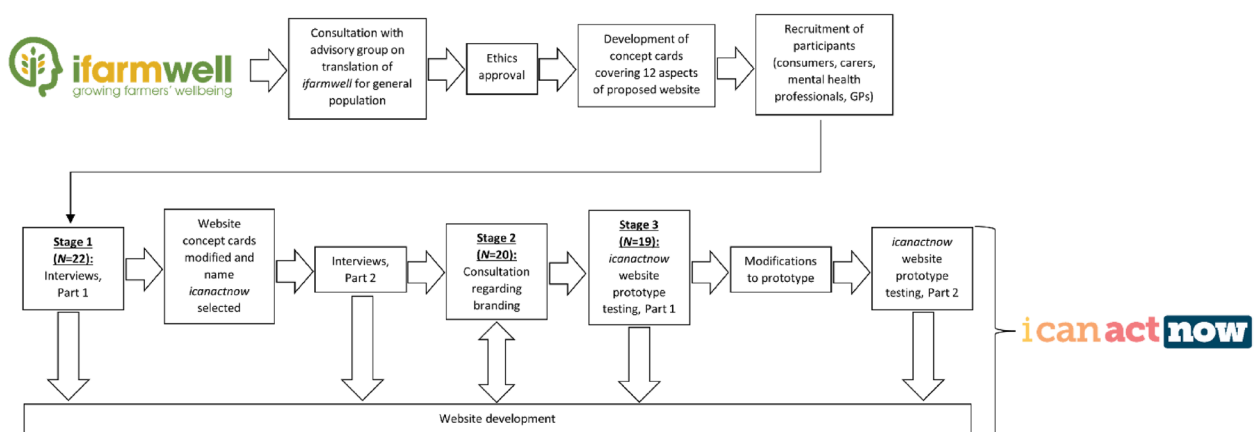 ifarmwell
growing farmers' wellbeing
Consultation with
advisory group on
translation of
ifarmwell for general
population
Ethics
approval
Development of
concept cards
covering 12 aspects
of proposed website
Recruitment of
participants
(consumers, carers,
mental health
professionals, GPs)
Stage 1
(N=22):
Interviews,
Part 1
Website
concept cards
modified and
name
icanactnow
selected
Interviews,
Part 2
Stage 2
(N=20):
Consultation
regarding
branding
Stage 3
(N=19):
icanactnow
website
prototype
testing, Part 1
Modifications
to prototype
icanactnow
website
prototype
testing, Part 2
i can act now
Website development